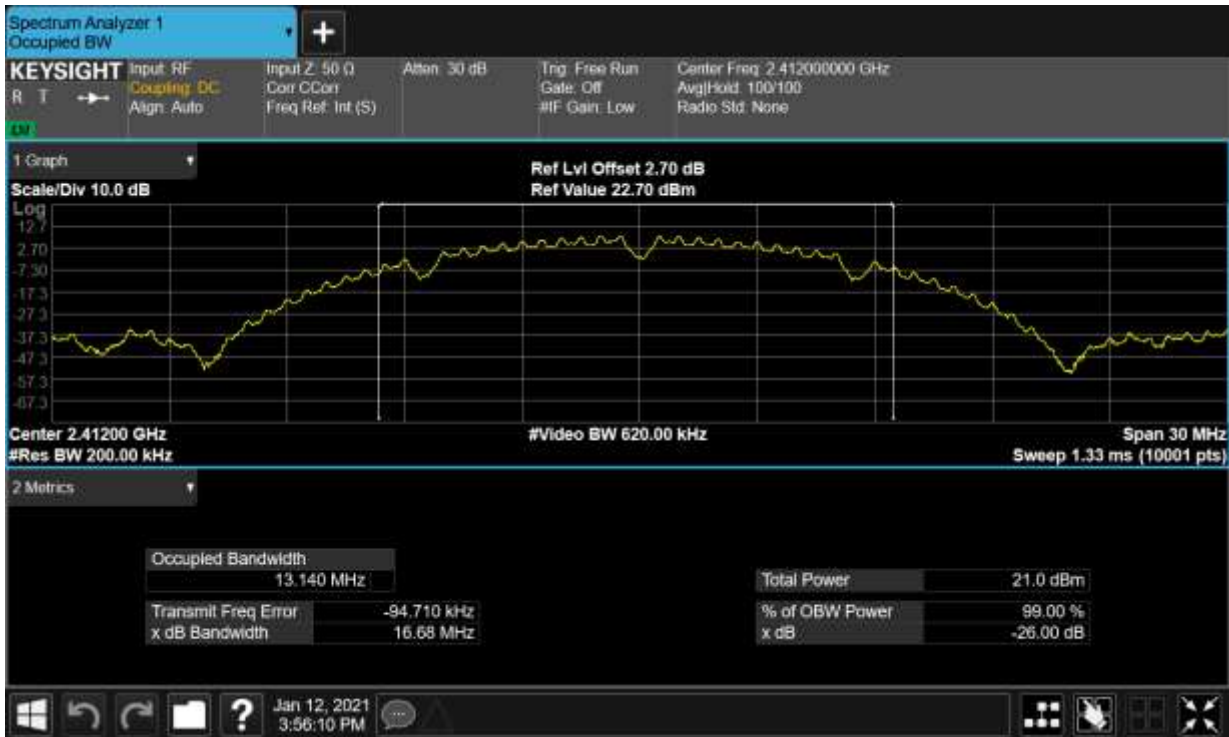 Spectrum Analyzer 1
Occupied BW
+
KEYSIGHT
R T
Input: RF
Coupling: DC
Align: Auto
Input Z: 50 Ω
Corr CCorr
Freq Ref: Int (S)
Atten: 30 dB
Trig: Free Run
Gate: Off
#IF Gain: Low
Center Freq: 2.412000000 GHz
Avg|Hold: 100/100
Radio Std: None
1 Graph
Scale/Div 10.0 dB
Ref Lvl Offset 2.70 dB
Ref Value 22.70 dBm
Log
12.7
2.70
-7.30
-17.3
-27.3
-37.3
-47.3
-57.3
-67.3
Center 2.41200 GHz
#Res BW 200.00 kHz
#Video BW 620.00 kHz
Span 30 MHz
Sweep 1.33 ms (10001 pts)
2 Metrics
Occupied Bandwidth
13.140 MHz
Transmit Freq Error -94.710 kHz
x dB Bandwidth 16.68 MHz
Total Power 21.0 dBm
% of OBW Power 99.00 %
x dB -26.00 dB
?
Jan 12, 2021
3:56:10 PM